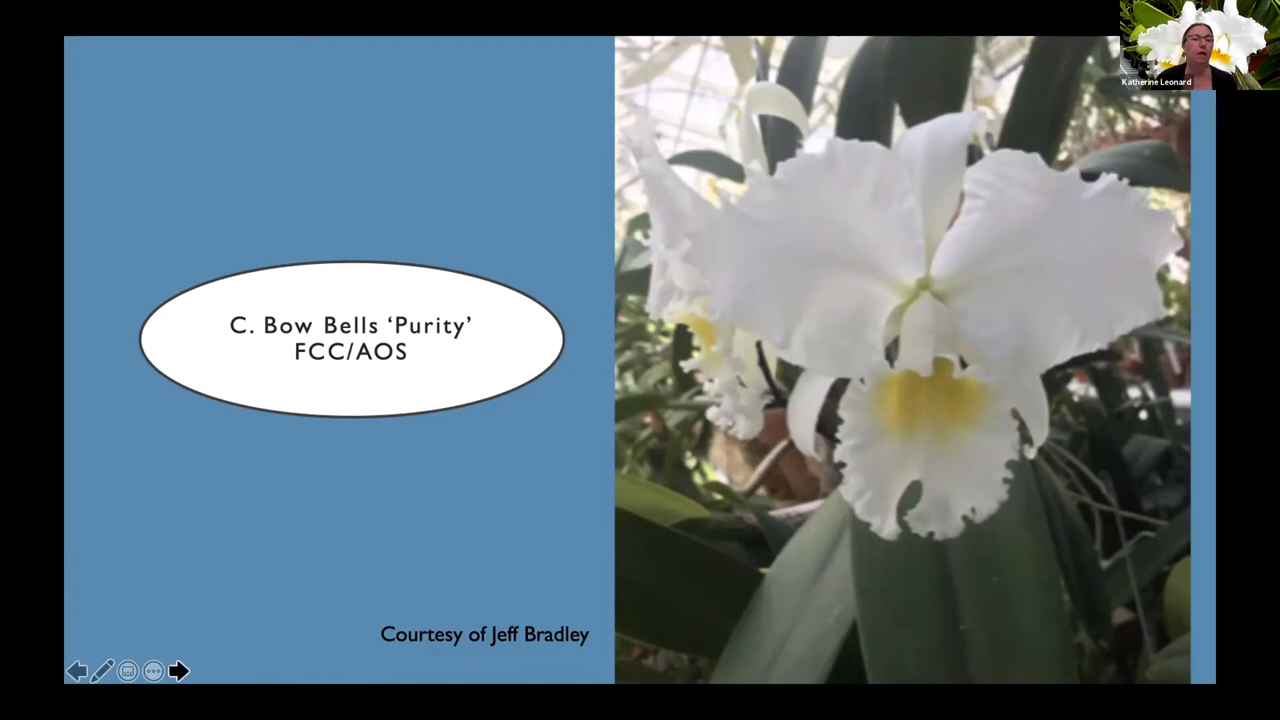 Katherine Leonard
C. Bow Bells ‘Purity’
FCC/AOS
Courtesy of Jeff Bradley